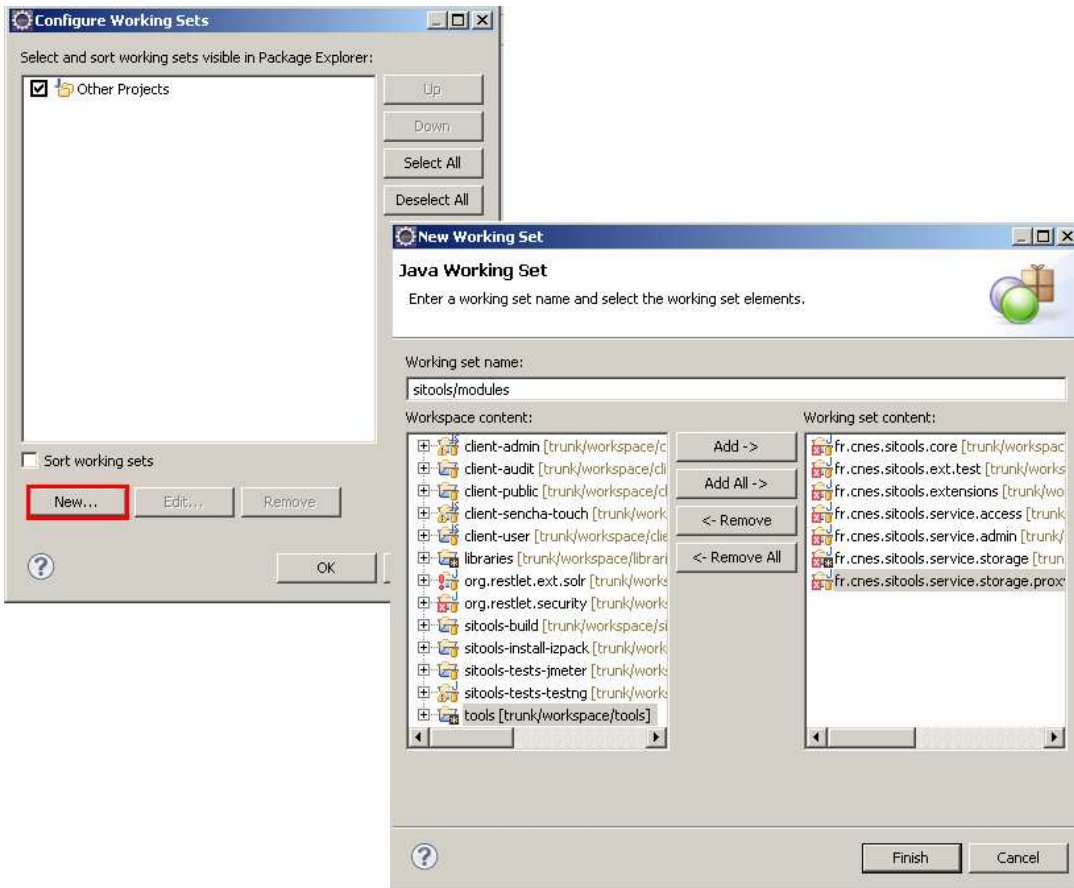 Configure Working Sets
Select and sort working sets visible in Package Explorer:
Other Projects
Up
Down
Select All
Deselect All
Sort working sets
New...
Edit...
Remove
OK
New Working Set
Java Working Set
Enter a working set name and select the working set elements.
Working set name:
sitools/modules
Workspace content:
client-admin [trunk/workspace/c
client-audit [trunk/workspace/cli
client-public [trunk/workspace/cl
client-sencha-touch [trunk/work
client-user [trunk/workspace/clie
libraries [trunk/workspace/librari
org.restlet.ext.solr [trunk/works
org.restlet.security [trunk/works
sitools-build [trunk/workspace/si
sitools-install-izpack [trunk/work
sitools-tests-jmeter [trunk/works
sitools-tests-testng [trunk/works
tools [trunk/workspace/tools]
Add ->
Add All ->
<- Remove
<- Remove All
Working set content:
fr.cnes.sitools.core [trunk/workspac
fr.cnes.sitools.ext.test [trunk/works
fr.cnes.sitools.extensions [trunk/wo
fr.cnes.sitools.service.access [trunk
fr.cnes.sitools.service.admin [trunk/
fr.cnes.sitools.service.storage [trun
fr.cnes.sitools.service.storage.prox
Finish
Cancel